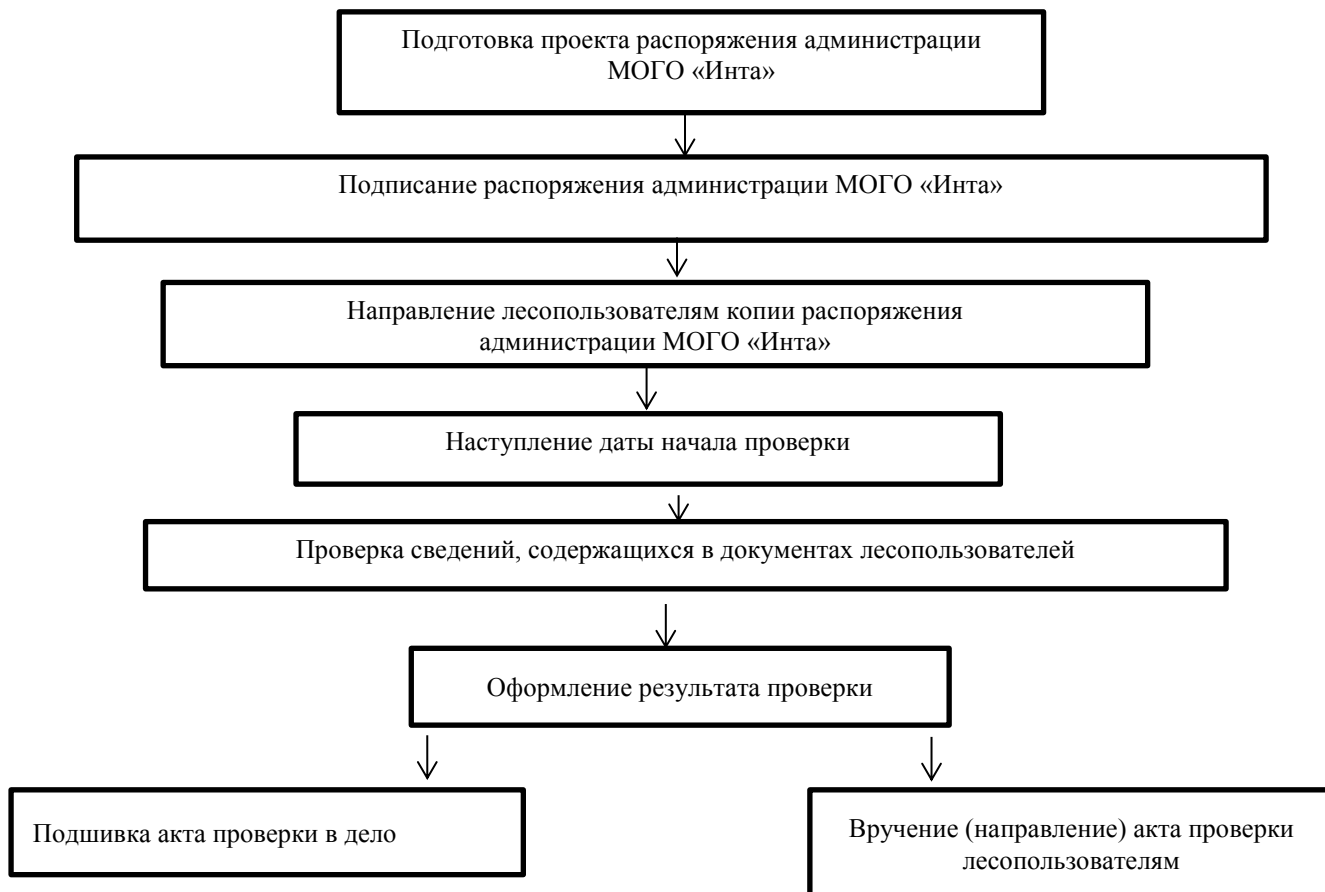 Подготовка проекта распоряжения администрации
МОГО «Инта»
Подписание распоряжения администрации МОГО «Инта»
Направление лесопользователям копии распоряжения
администрации МОГО «Инта»
Наступление даты начала проверки
Проверка сведений, содержащихся в документах лесопользователей
Оформление результата проверки
Подшивка акта проверки в дело
Вручение (направление) акта проверки
лесопользователям